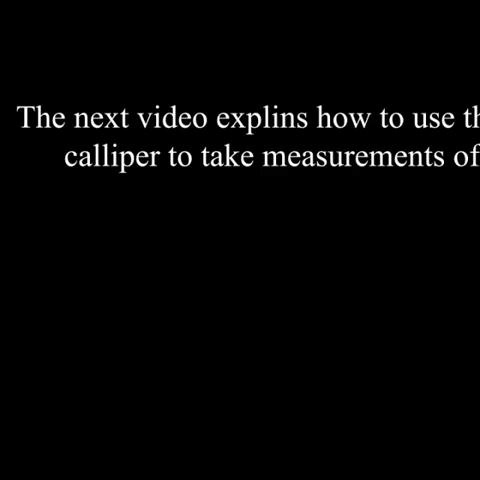 The next video explins how to use th
calliper to take measurements of